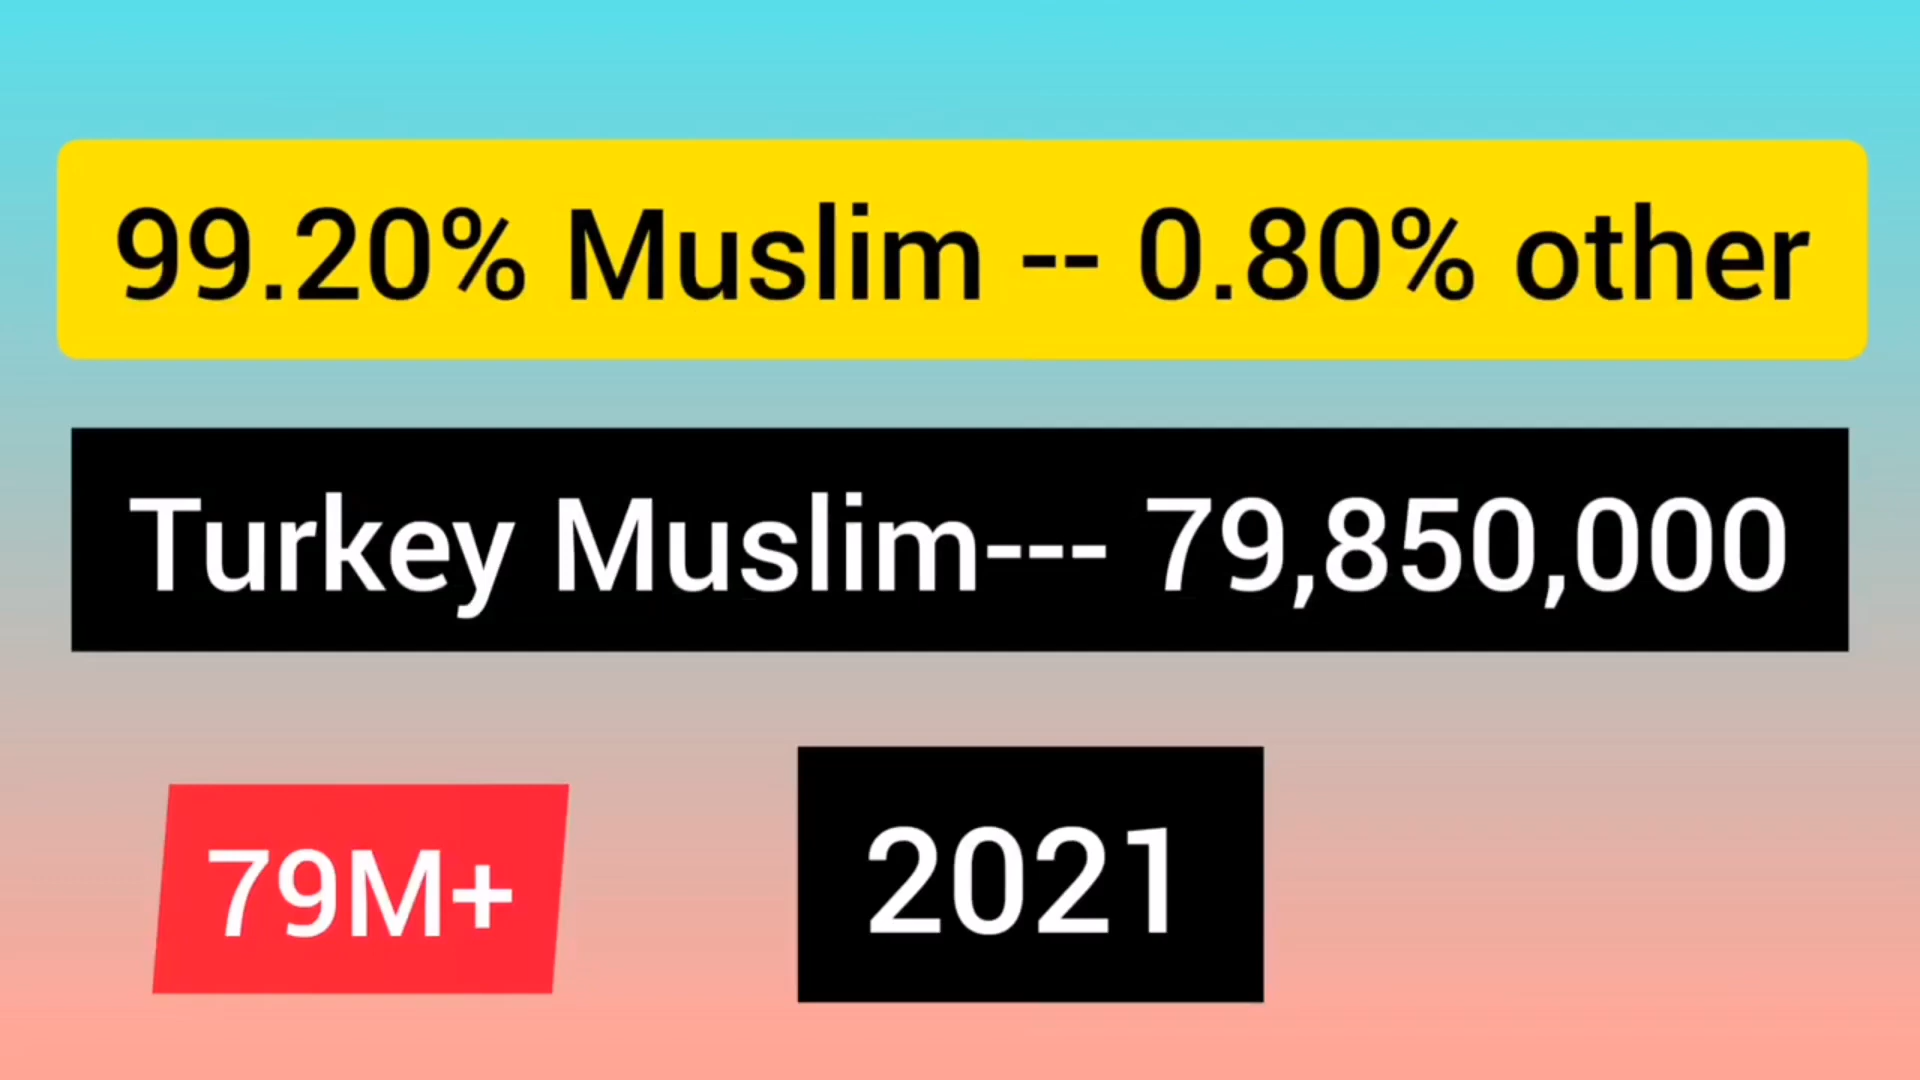 99.20% Muslim -- 0.80% other
Turkey Muslim--- 79,850,000
79M+
2021